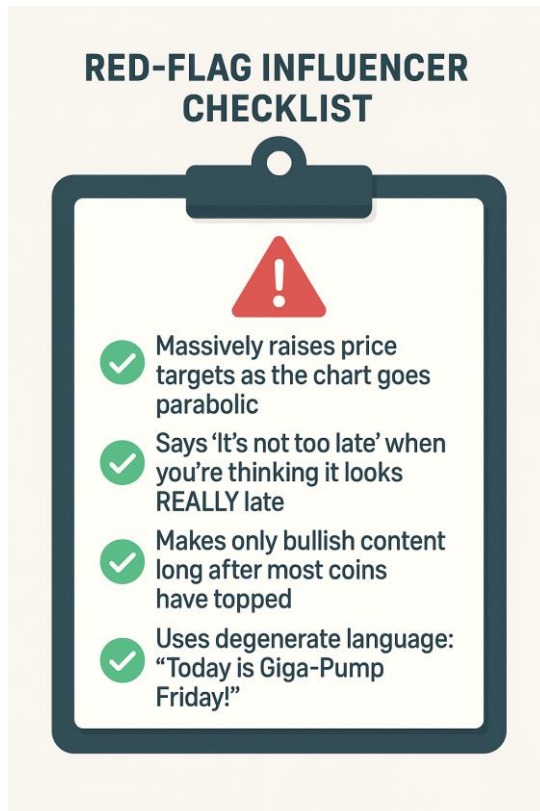 RED-FLAG INFLUENCER
CHECKLIST
Massively raises price
targets as the chart goes
parabolic
Says ‘It’s not too late’ when
you’re thinking it looks
REALLY late
Makes only bullish content
long after most coins
have topped
Uses degenerate language:
“Today is Giga-Pump
Friday!”